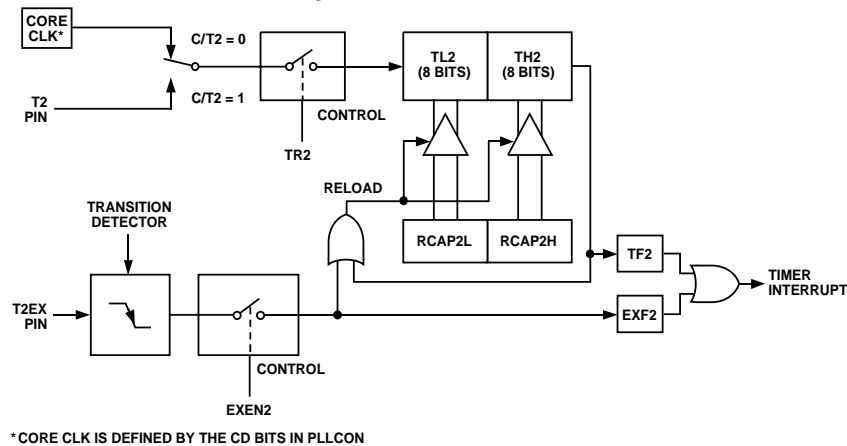 CORE
CLK*
C/T2 = 0
C/T2 = 1
T2
PIN
CONTROL
TR2
TL2
(8 BITS)
TH2
(8 BITS)
RELOAD
TRANSITION
DETECTOR
RCAP2L
RCAP2H
TF2
TIMER
INTERRUPT
T2EX
PIN
EXF2
CONTROL
EXEN2
*CORE CLK IS DEFINED BY THE CD BITS IN PLLCON